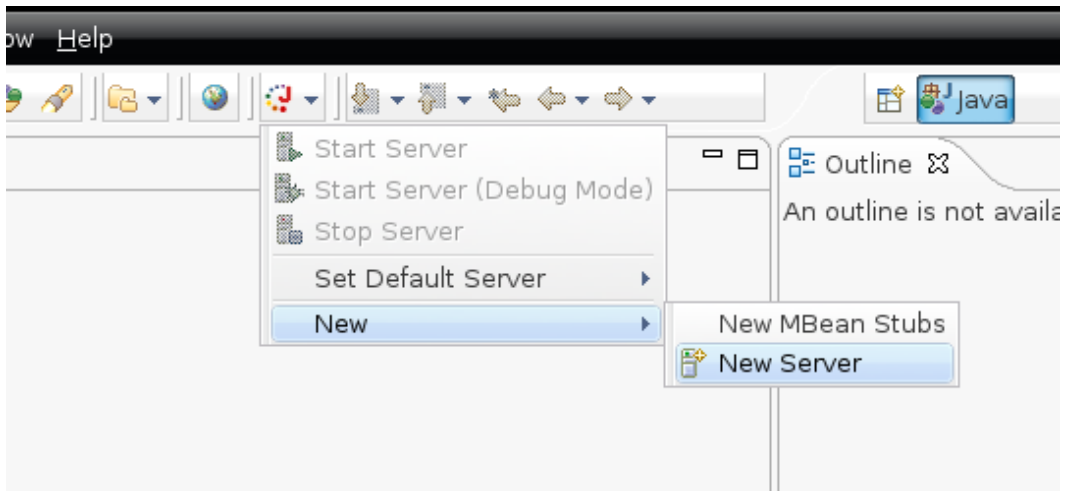 ow Help
Java
Start Server
Start Server (Debug Mode)
Stop Server
Set Default Server
New
New MBean Stubs
New Server
Outline
An outline is not availa